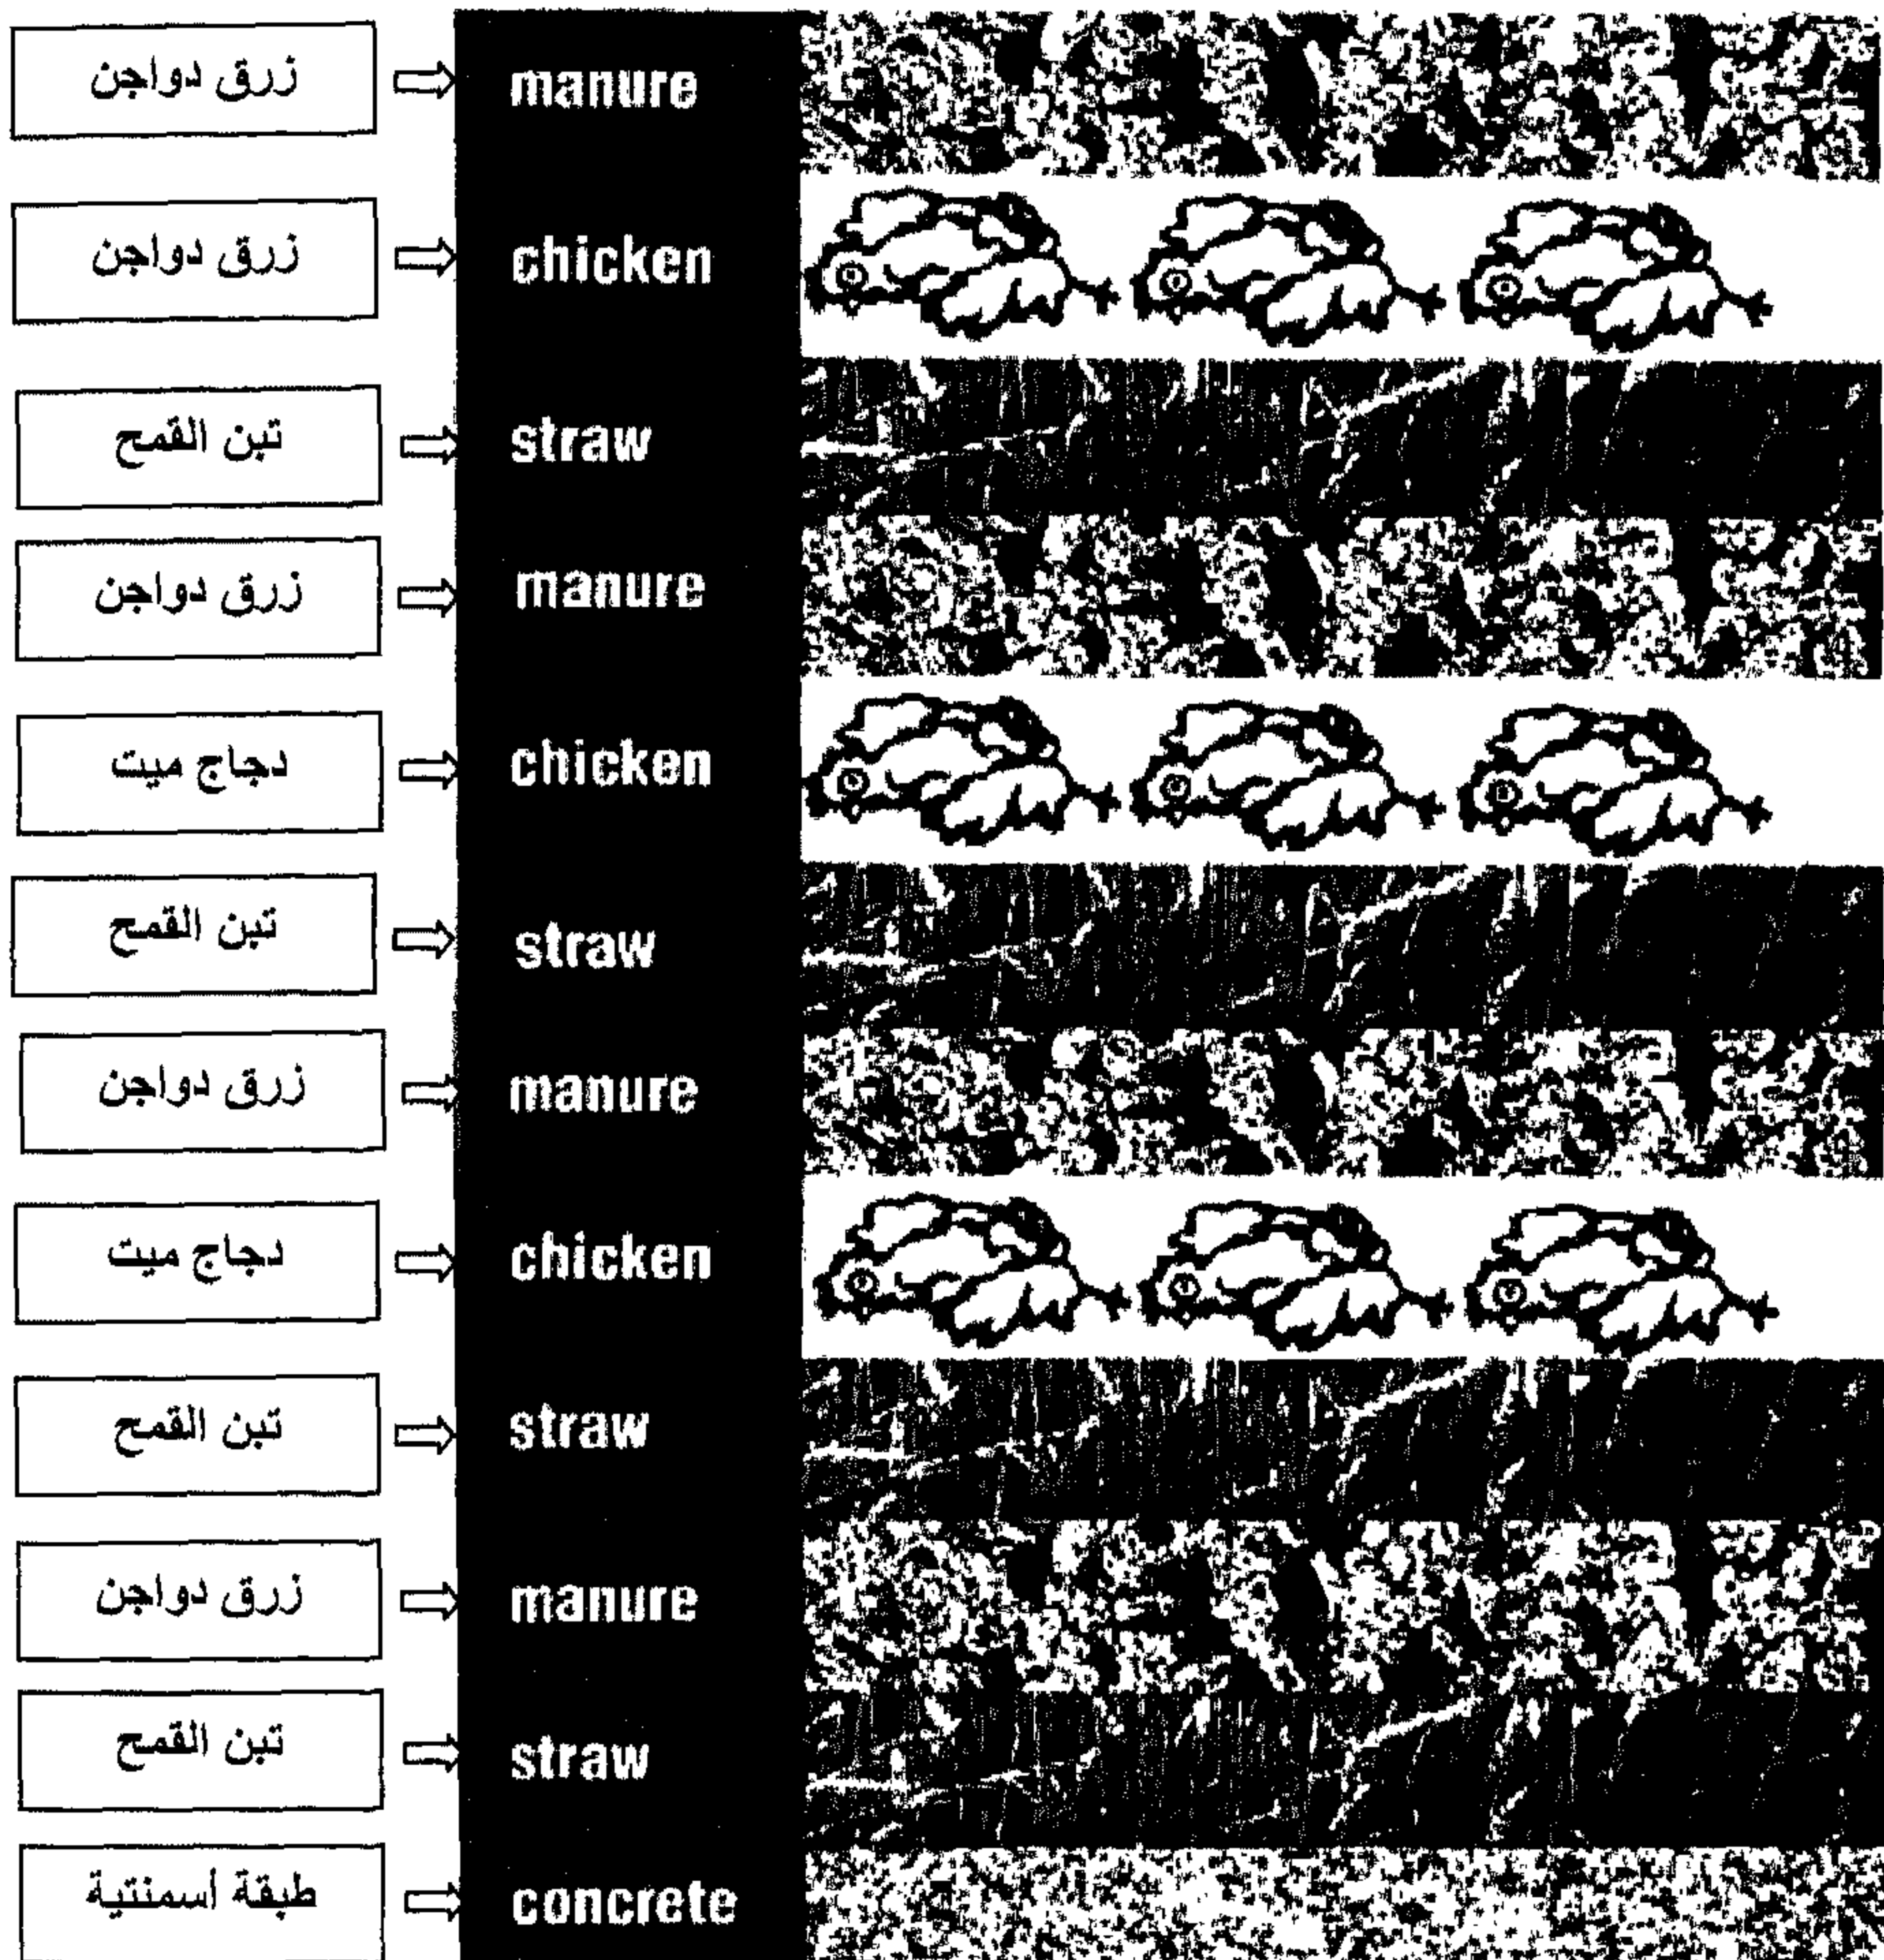 زرق دواجن
manure
زرق دواجن
chicken
تبن القمح
straw
زرق دواجن
manure
دجاج ميت
chicken
تبن القمح
straw
زرق دواجن
manure
دجاج ميت
chicken
تبن القمح
straw
زرق دواجن
manure
تبن القمح
straw
طبقة أسمنتية
concrete